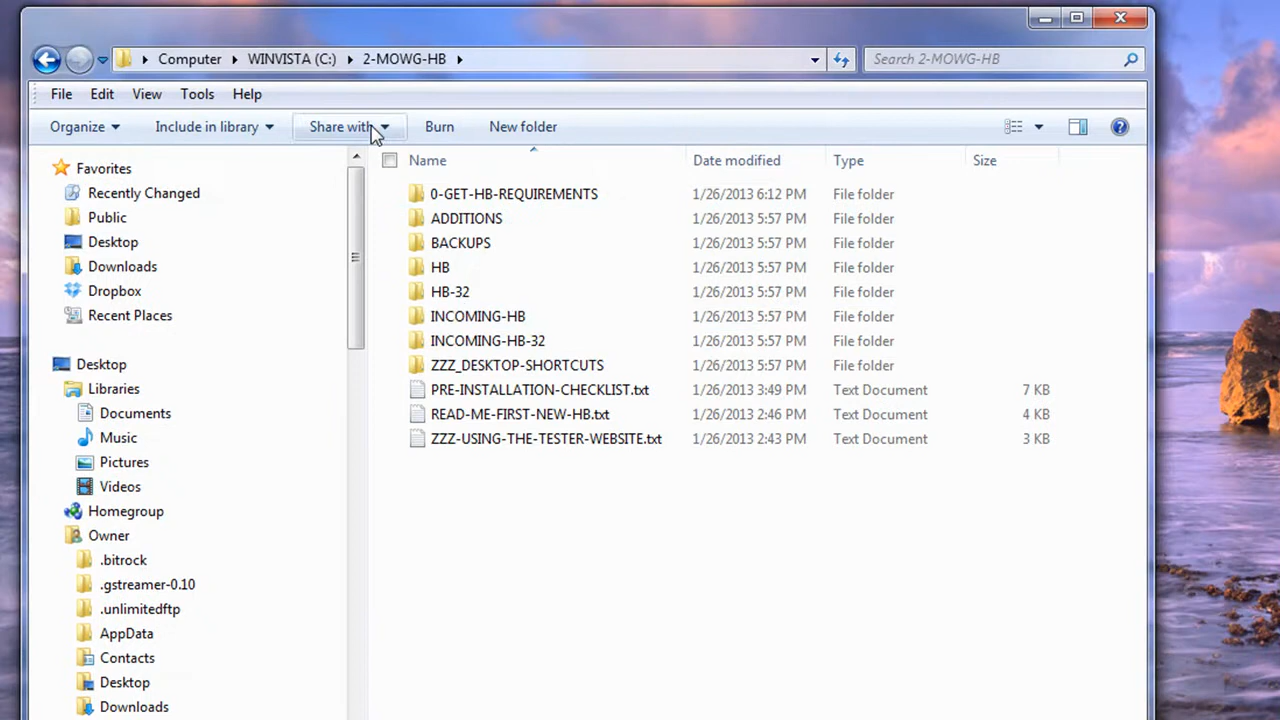 Computer WINVISTA (C:) 2-MOWG-HB Search 2-MOWG-HB
File Edit View Tools Help
Organize Include in library Share with Burn New folder
Favorites
Recently Changed
Public
Desktop
Downloads
Dropbox
Recent Places
Desktop
Libraries
Documents
Music
Pictures
Videos
Homegroup
Owner
.bitrock
.gstreamer-0.10
.unlimitedftp
AppData
Contacts
Desktop
Downloads
Name Date modified Type Size
0-GET-HB-REQUIREMENTS 1/26/2013 6:12 PM File folder
ADDITIONS 1/26/2013 5:57 PM File folder
BACKUPS 1/26/2013 5:57 PM File folder
HB 1/26/2013 5:57 PM File folder
HB-32 1/26/2013 5:57 PM File folder
INCOMING-HB 1/26/2013 5:57 PM File folder
INCOMING-HB-32 1/26/2013 5:57 PM File folder
ZZZ_DESKTOP-SHORTCUTS 1/26/2013 5:57 PM File folder
PRE-INSTALLATION-CHECKLIST.txt 1/26/2013 3:49 PM Text Document 7 KB
READ-ME-FIRST-NEW-HB.txt 1/26/2013 2:46 PM Text Document 4 KB
ZZZ-USING-THE-TESTER-WEBSITE.txt 1/26/2013 2:43 PM Text Document 3 KB